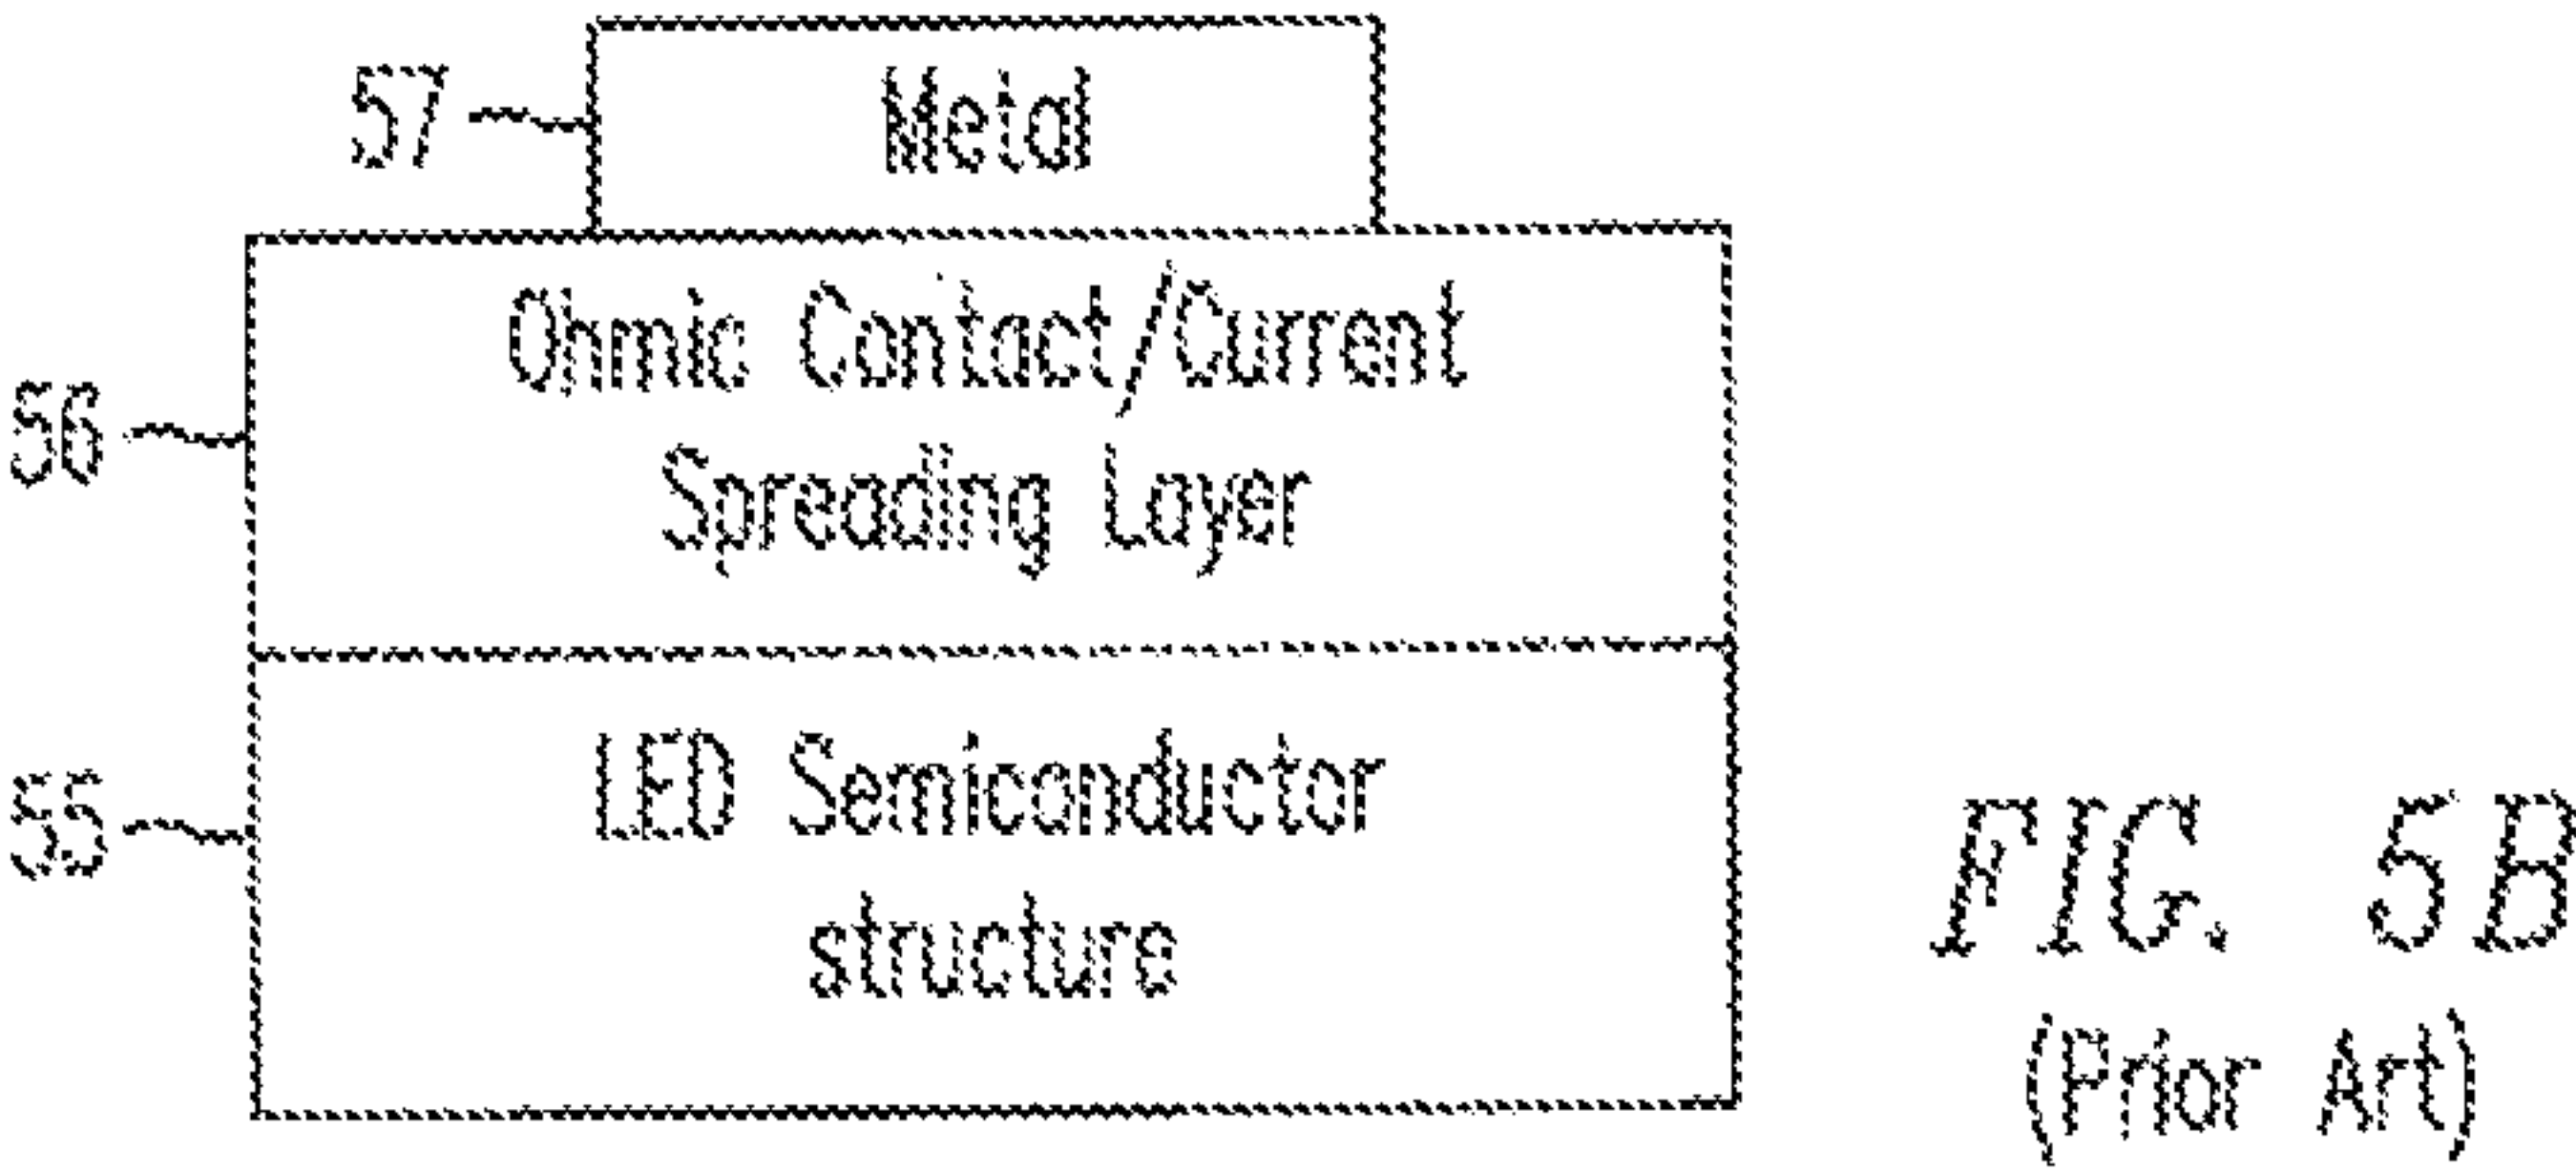 57
Metal
56
Ohmic Contact/Current
Spreading Layer
55
LED Semiconductor
structure
FIG. 5B
(Prior Art)